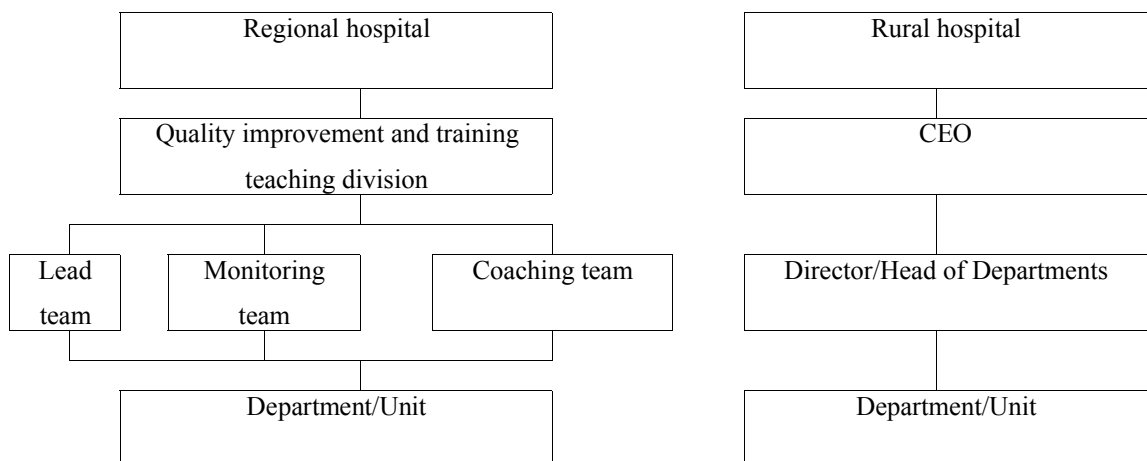 Regional hospital
Rural hospital
Quality improvement and training
teaching division
CEO
Lead
team
Monitoring
team
Coaching team
Director/Head of Departments
Department/Unit
Department/Unit